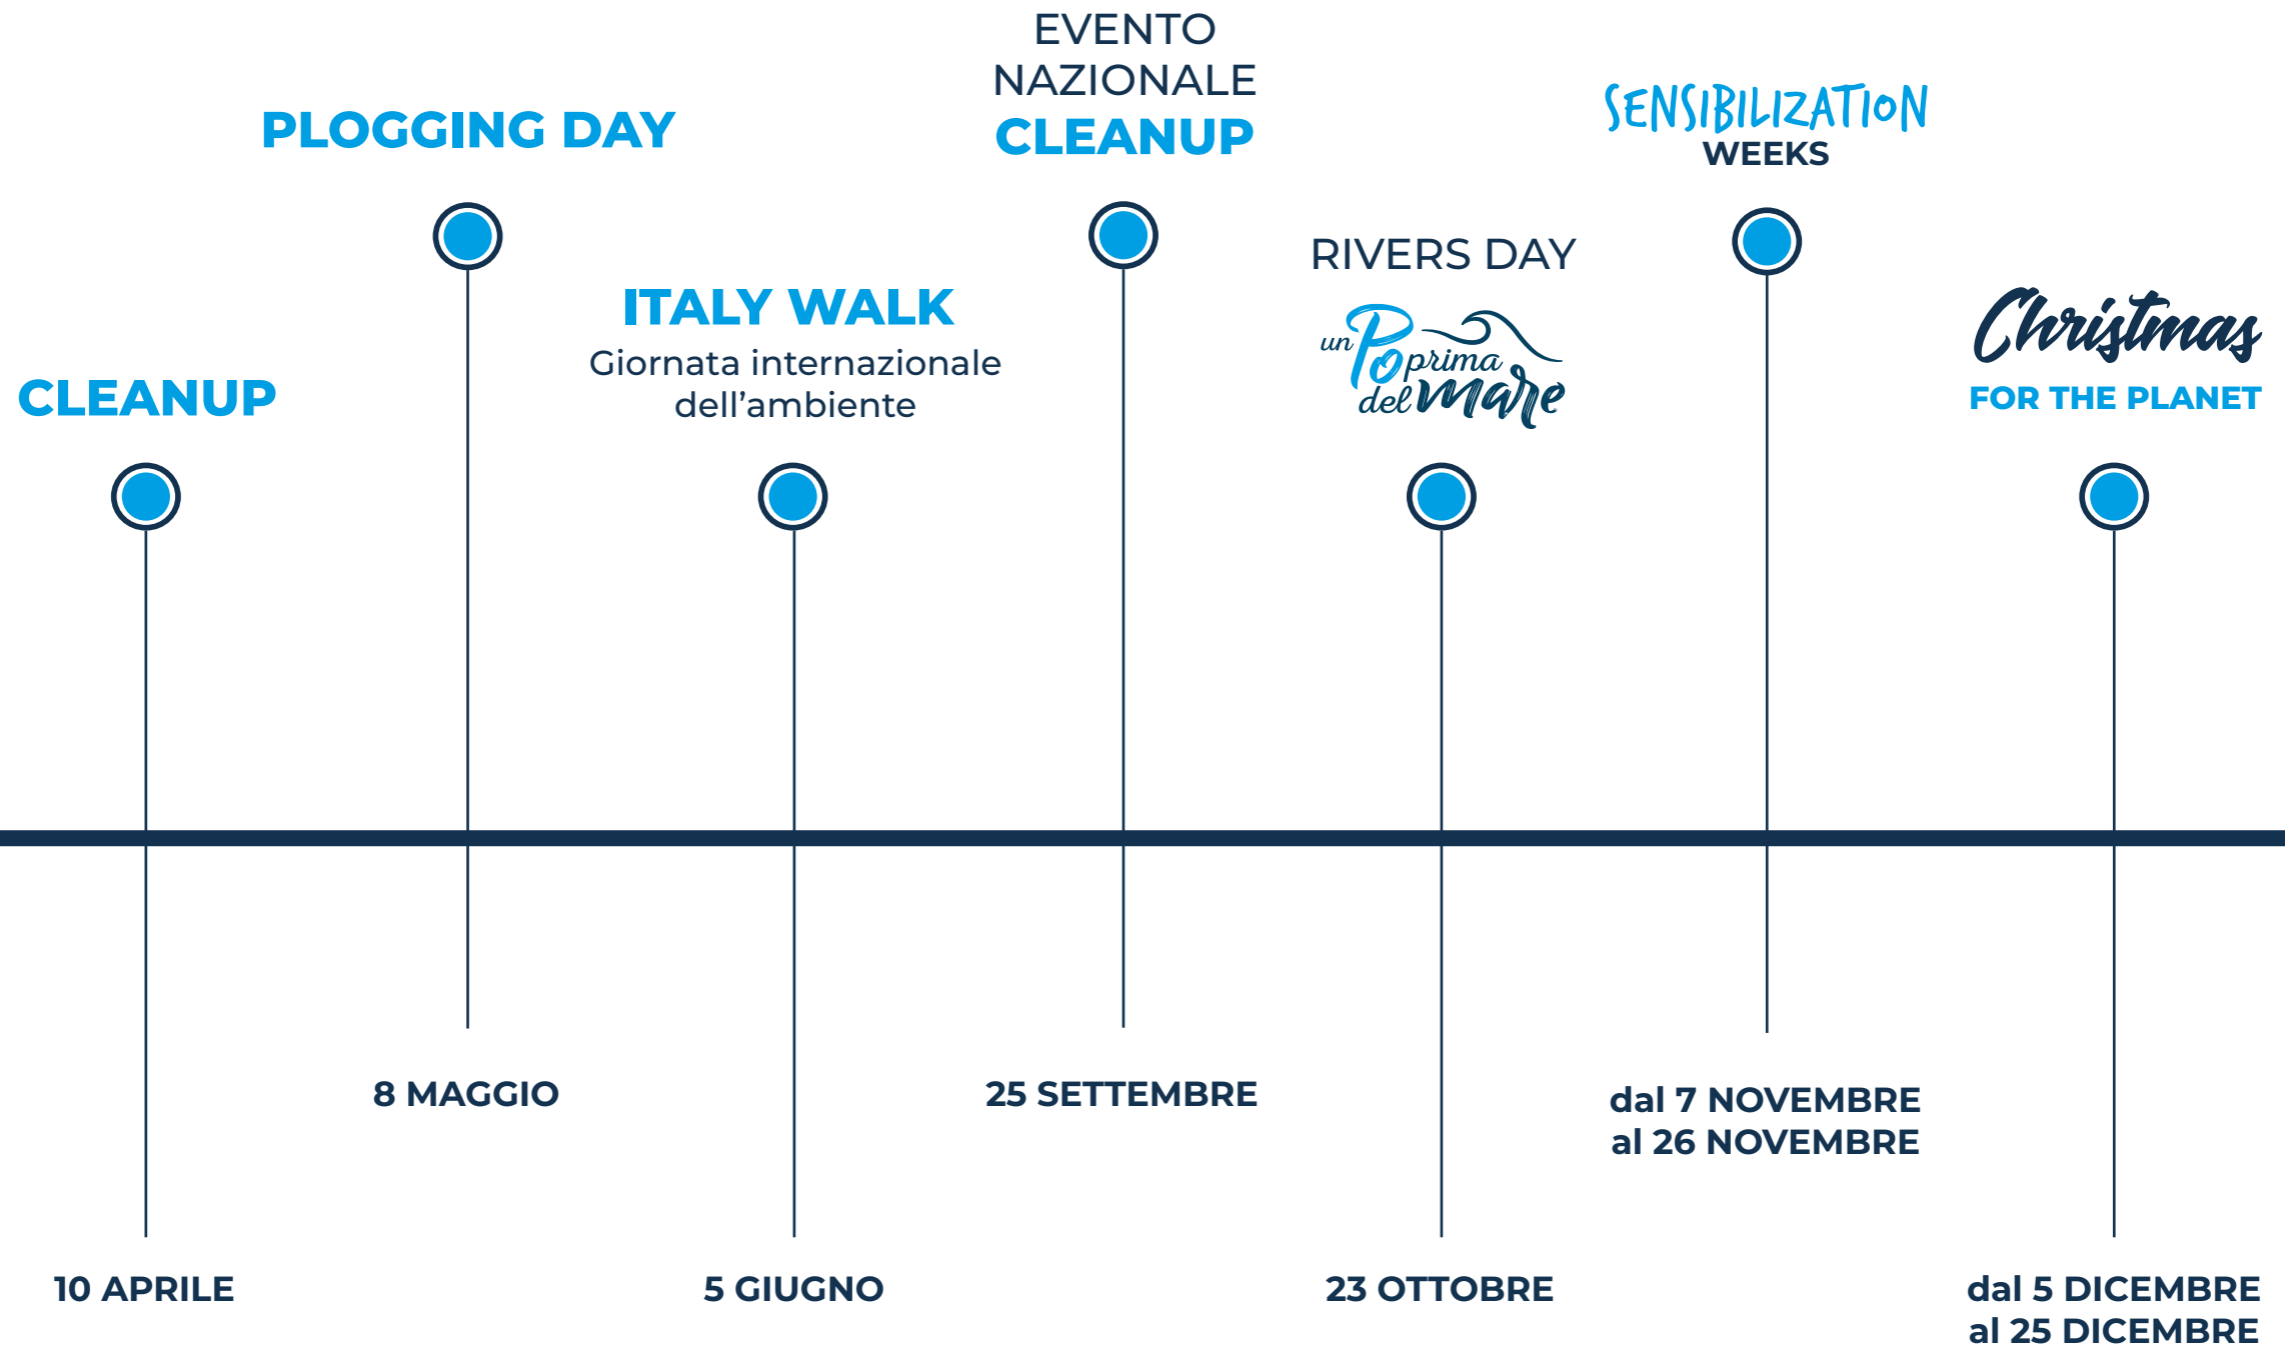 CLEANUP
10 APRILE
PLOGGING DAY
8 MAGGIO
ITALY WALK
Giornata internazionale
dell’ambiente
5 GIUGNO
EVENTO
NAZIONALE
CLEANUP
25 SETTEMBRE
RIVERS DAY
un Po prima
del mare
23 OTTOBRE
SENSIBILIZATION
WEEKS
dal 7 NOVEMBRE
al 26 NOVEMBRE
Christmas
FOR THE PLANET
dal 5 DICEMBRE
al 25 DICEMBRE